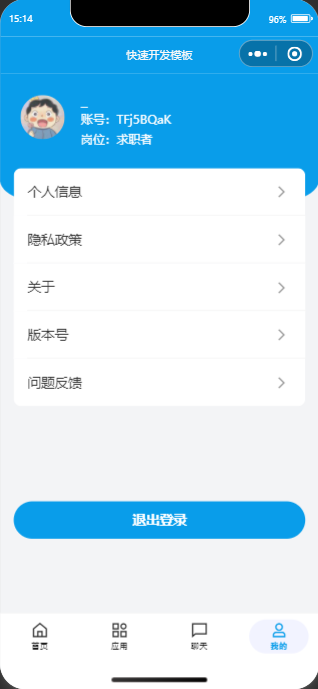 15:14
96%
快速开发模板
_
账号：TFj5BQaK
岗位：求职者
个人信息
隐私政策
关于
版本号
问题反馈
退出登录
首页
应用
聊天
我的